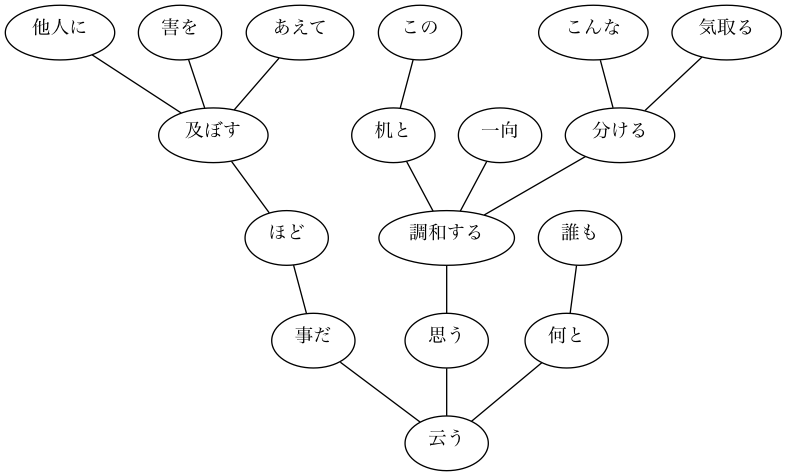 他人に 害を あえて この こんな 気取る
及ぼす 机と 一向 分ける
ほど 調和する 誰も
事だ 思う 何と
云う